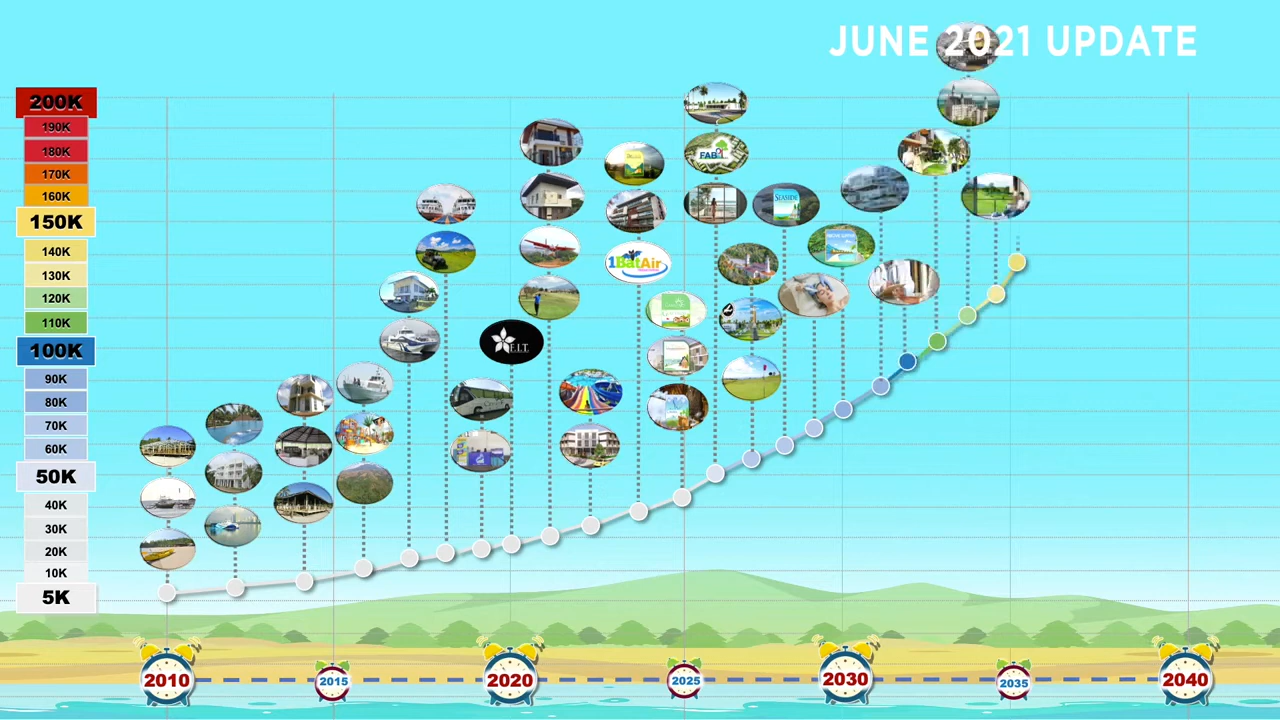 JUNE 2021 UPDATE
200K
190K
180K
170K
160K
150K
140K
130K
120K
110K
100K
90K
80K
70K
60K
50K
40K
30K
20K
10K
5K
FAB
SEASIDE
1BatAir
F.I.T.
2010
2015
2020
2025
2030
2035
2040